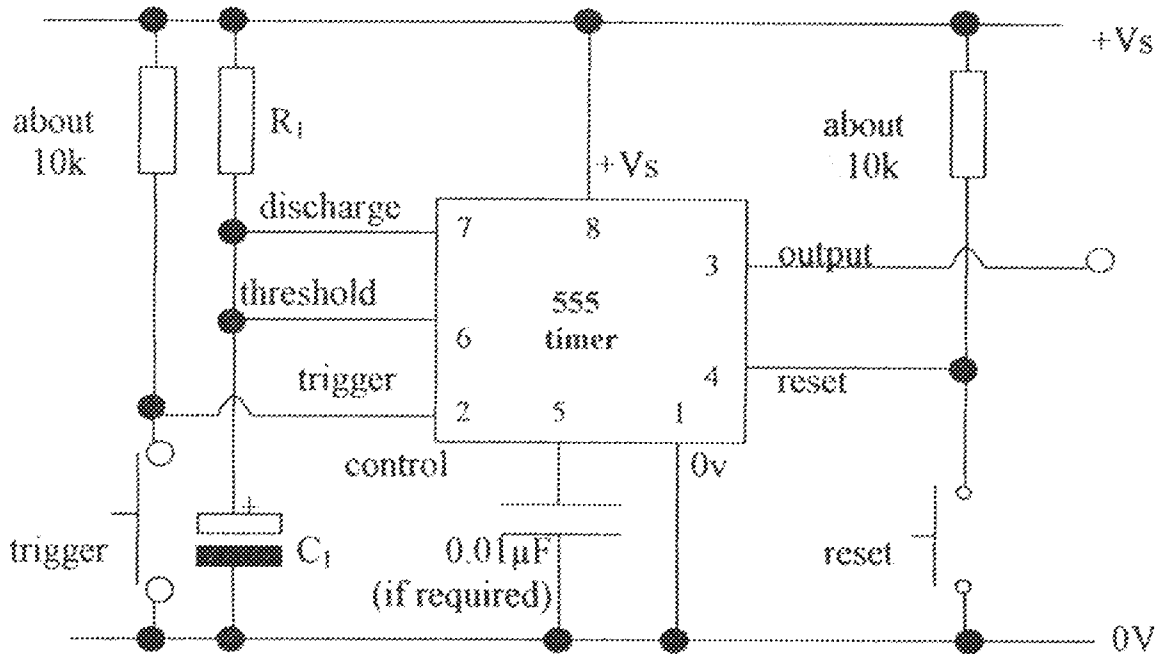 +Vs
about
10k
R1
about
10k
+Vs
discharge
7
8
3
output
threshold
555
timer
6
trigger
4
reset
2
5
1
control
0v
+
trigger
C1
0.01µF
(if required)
reset
0V